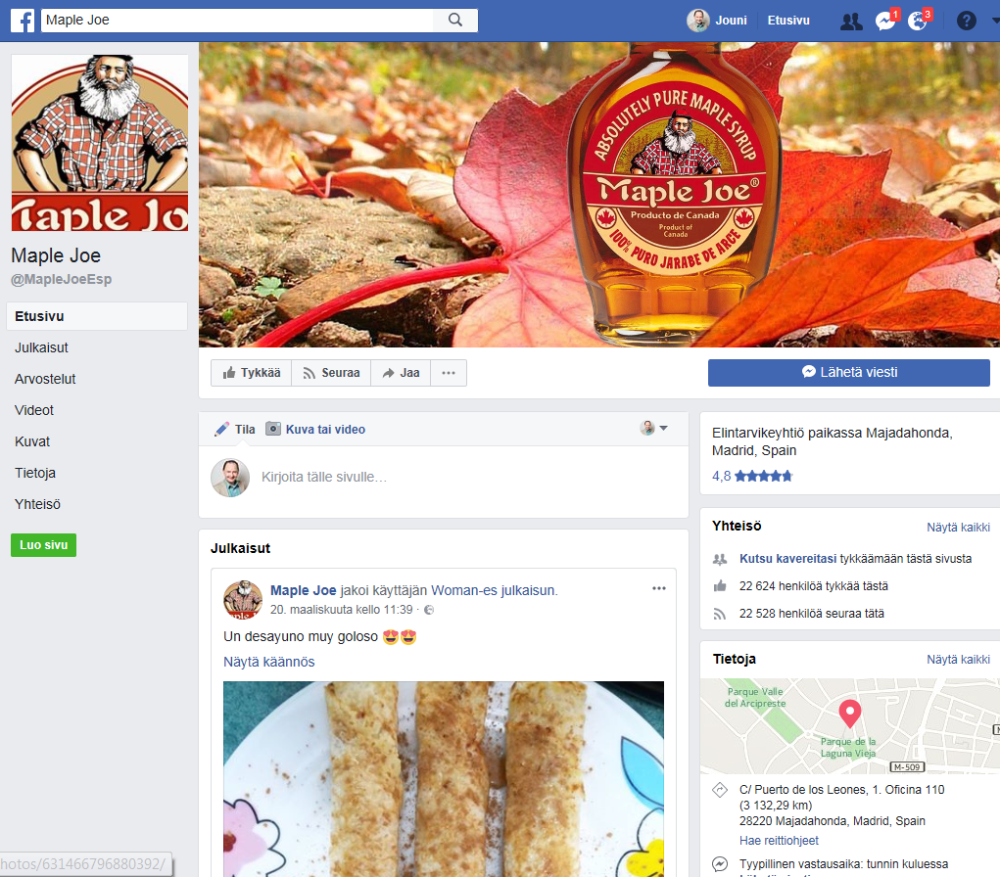 Maple Joe
Jouni
Etusivu
1
3
?
Maple Jo
ABSOLUTELY PURE MAPLE SYRUP
Maple Joe®
Producto de Canada
Product of
Canada
100% PURO JARABE DE ARCE
Maple Joe
@MapleJoeEsp
Etusivu
Julkaisut
Arvostelut
Videot
Kuvat
Tietoja
Yhteisö
Luo sivu
Tykkää
Seuraa
Jaa
Lähetä viesti
Tila
Kuva tai video
Kirjoita tälle sivulle…
Julkaisut
Maple Joe jakoi käyttäjän Woman-es julkaisun.
20. maaliskuuta kello 11:39 ·
Un desayuno muy goloso 😍😍
Näytä käännös
Elintarvikeyhtiö paikassa Majadahonda,
Madrid, Spain
4,8
Yhteisö
Näytä kaikki
Kutsu kavereitasi tykkäämään tästä sivusta
22 624 henkilöä tykkää tästä
22 528 henkilöä seuraa tätä
Tietoja
Näytä kaikki
Parque Valle
del Arcipreste
Parque de la
Laguna Vieja
M-509
C/ Puerto de los Leones, 1. Oficina 110
(3 132,29 km)
28220 Majadahonda, Madrid, Spain
Hae reittiohjeet
Tyypillinen vastausaika: tunnin kuluessa
hotos/631466796880392/